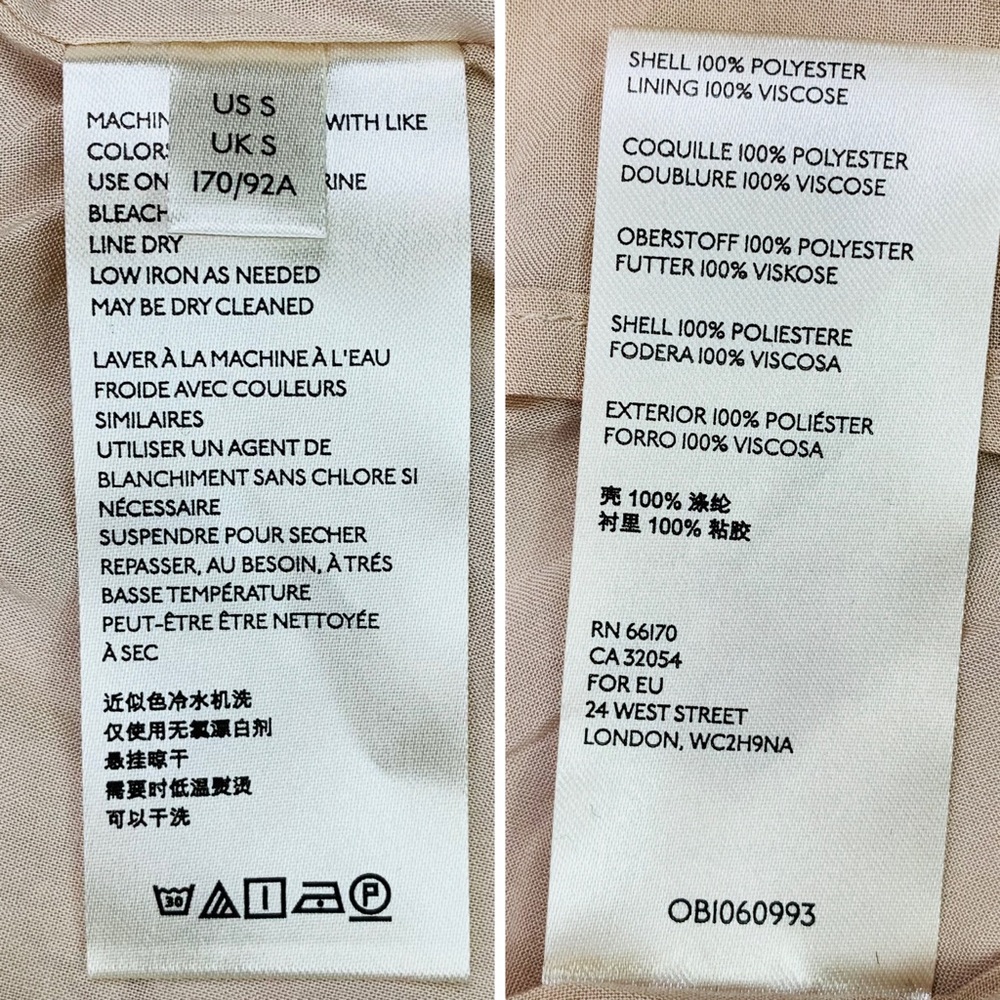 US S
UK S
170/92A
MACHIN WITH LIKE
COLORS
USE ON RINE
BLEACH
LINE DRY
LOW IRON AS NEEDED
MAY BE DRY CLEANED
LAVER À LA MACHINE À L'EAU
FROIDE AVEC COULEURS
SIMILAIRES
UTILISER UN AGENT DE
BLANCHIMENT SANS CHLORE SI
NÉCESSAIRE
SUSPENDRE POUR SECHER
REPASSER, AU BESOIN, À TRÉS
BASSE TEMPÉRATURE
PEUT-ÊTRE ÊTRE NETTOYÉE
À SEC
近似色冷水机洗
仅使用无氯漂白剂
悬挂晾干
需要时低温熨烫
可以干洗
30
P
SHELL 100% POLYESTER
LINING 100% VISCOSE
COQUILLE 100% POLYESTER
DOUBLURE 100% VISCOSE
OBERSTOFF 100% POLYESTER
FUTTER 100% VISKOSE
SHELL 100% POLIESTERE
FODERA 100% VISCOSA
EXTERIOR 100% POLIÉSTER
FORRO 100% VISCOSA
壳 100% 涤纶
衬里 100% 粘胶
RN 66170
CA 32054
FOR EU
24 WEST STREET
LONDON, WC2H9NA
OB1060993